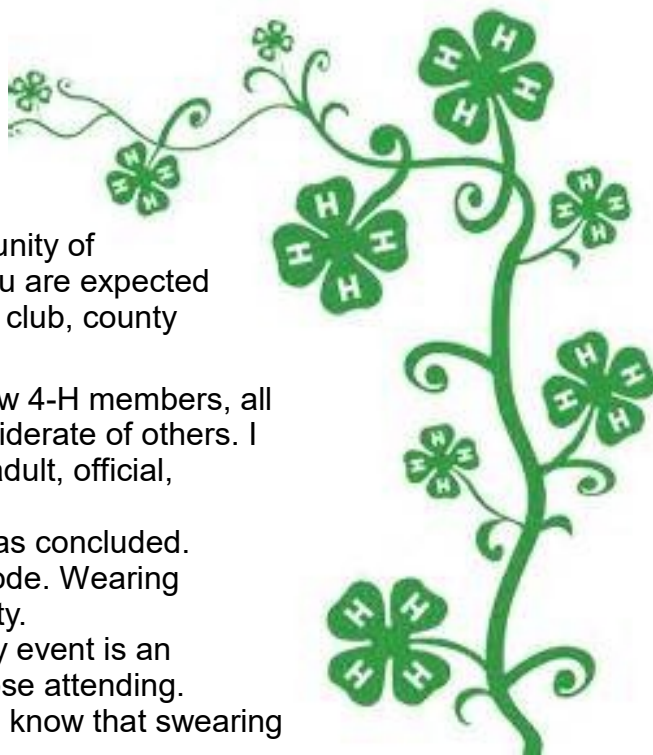 unity of
u are expected
club, county
w 4-H members, all
iderate of others. I
adult, official,
as concluded.
ode. Wearing
ty.
y event is an
se attending.
know that swearing